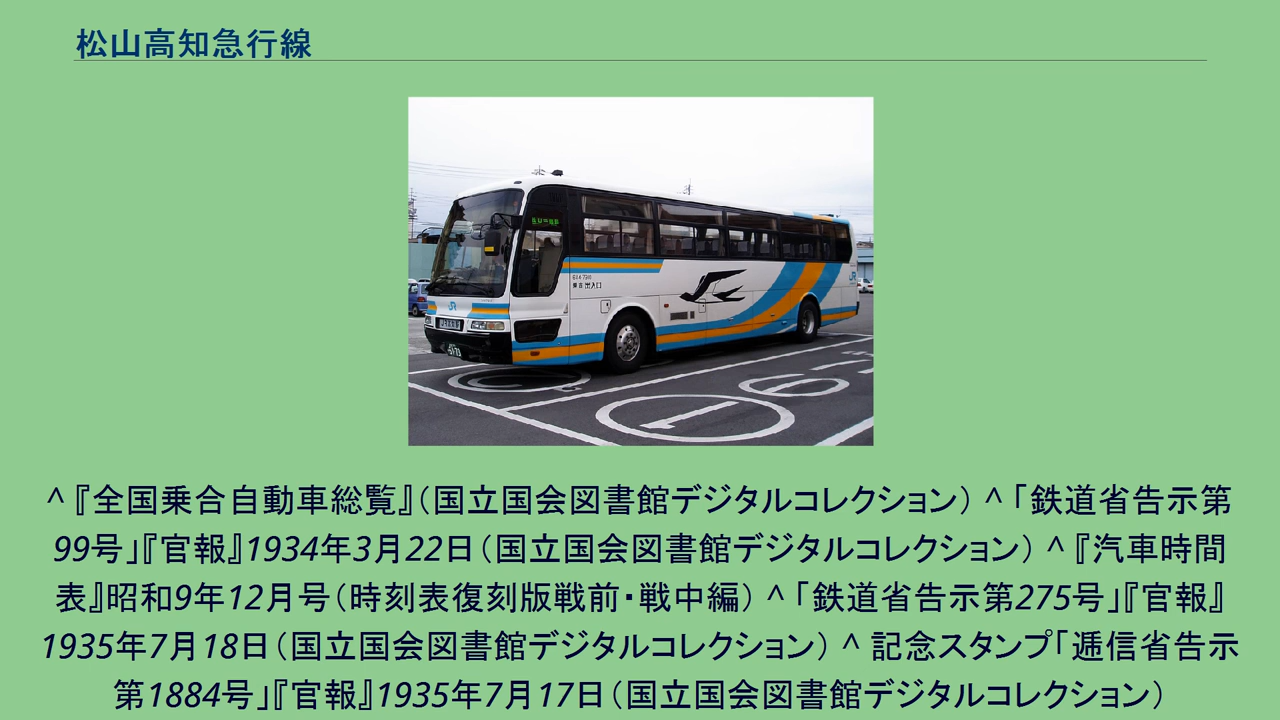 松山高知急行線
JR
出入口
1
^『全国乗合自動車総覧』（国立国会図書館デジタルコレクション） ^「鉄道省告示第
99号」『官報』1934年3月22日（国立国会図書館デジタルコレクション） ^『汽車時間
表』昭和9年12月号（時刻表復刻版戦前・戦中編） ^「鉄道省告示第275号」『官報』
1935年7月18日（国立国会図書館デジタルコレクション） ^ 記念スタンプ「逓信省告示
第1884号」『官報』1935年7月17日（国立国会図書館デジタルコレクション）